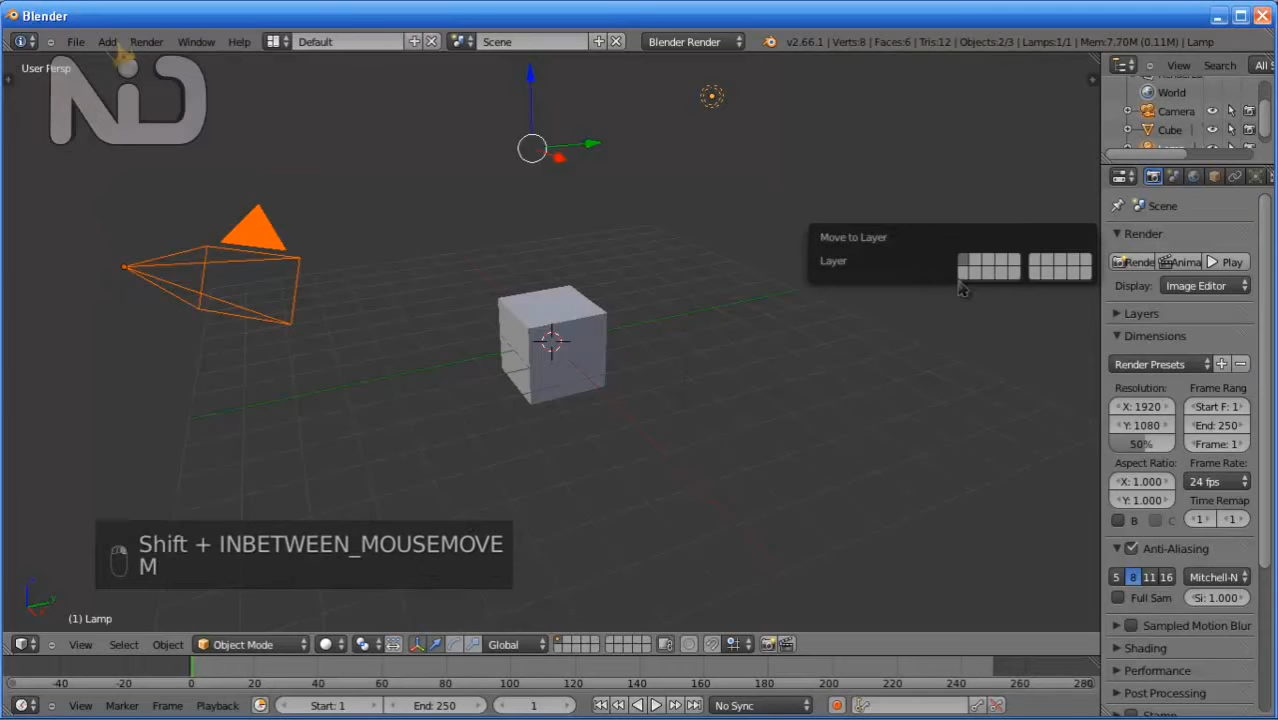 Blender
File Add Render Window Help Default Scene Blender Render v2.66.1 | Verts:8 | Faces:6 | Tris:12 | Objects:2/3 | Lamps:1/1 | Mem:7.70M (0.11M) | Lamp
User Persp
NiD
View Search All S
World
Camera
Cube
Scene
Render
Rende Anima Play
Display: Image Editor
Layers
Dimensions
Render Presets
Resolution: Frame Rang
X: 1920 Start F: 1
Y: 1080 End: 250
50% Frame: 1
Aspect Ratio: Frame Rate:
X: 1.000 24 fps
Y: 1.000 Time Remap
B C 1 1
Anti-Aliasing
5 8 11 16 Mitchell-N
Full Sam Si: 1.000
Sampled Motion Blur
Shading
Performance
Post Processing
Move to Layer
Layer
Shift + INBETWEEN_MOUSEMOVE
M
(1) Lamp
View Select Object Object Mode Global
-40 -20 0 20 40 60 80 100 120 140 160 180 200 220 240 260 280
View Marker Frame Playback Start: 1 End: 250 1 No Sync